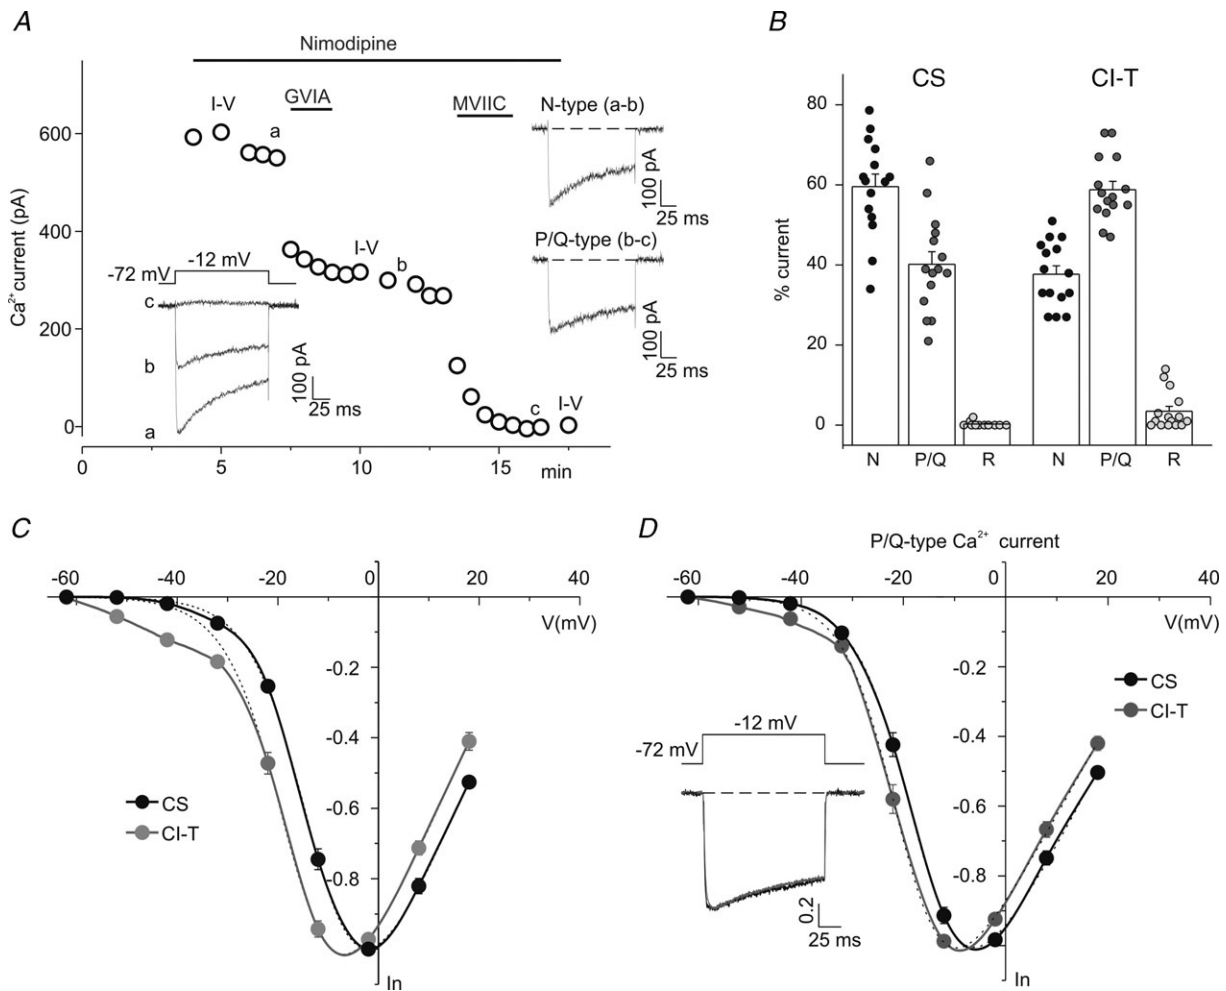 A
Nimodipine
I-V
GVIA
a
MVIIC
N-type (a-b)
100 pA
25 ms
600
400
200
0
Ca²⁺ current (pA)
I-V
b
P/Q-type (b-c)
100 pA
25 ms
-12 mV
-72 mV
c
b
a
100 pA
25 ms
c
I-V
0
5
10
15
min
B
CS
CI-T
80
60
40
20
0
% current
N
P/Q
R
N
P/Q
R
C
-60
-40
-20
0
20
40
V(mV)
-0.2
-0.4
-0.6
-0.8
In
CS
CI-T
D
P/Q-type Ca²⁺ current
-60
-40
-20
0
20
40
V(mV)
-0.2
-0.4
-0.6
-0.8
In
CS
CI-T
-12 mV
-72 mV
0.2
25 ms